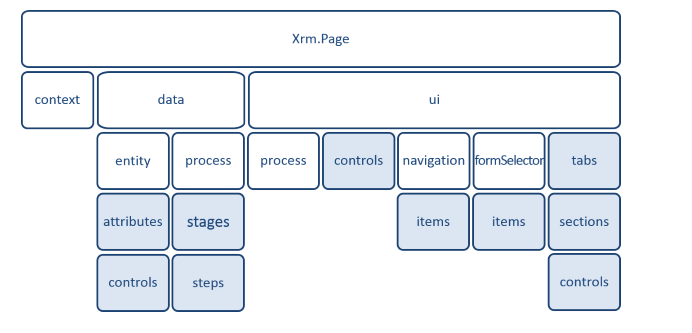 Xrm.Page
context data ui
entity process process controls navigation formSelector tabs
attributes stages items items sections
controls steps controls